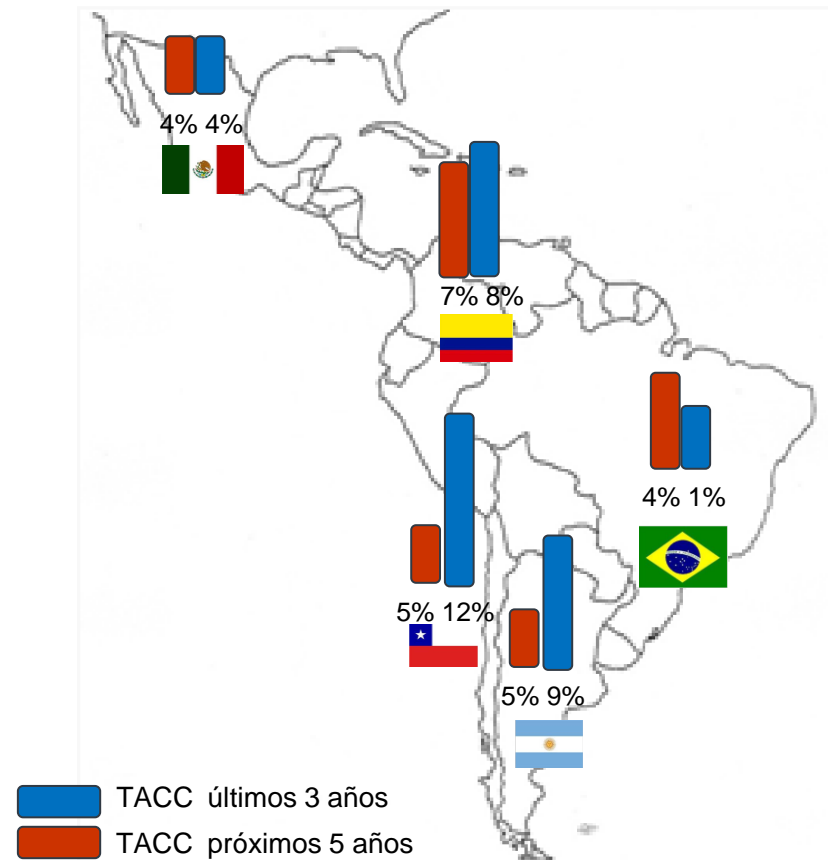 4% 4%
7% 8%
4% 1%
5% 12%
5% 9%
TACC últimos 3 años
TACC próximos 5 años